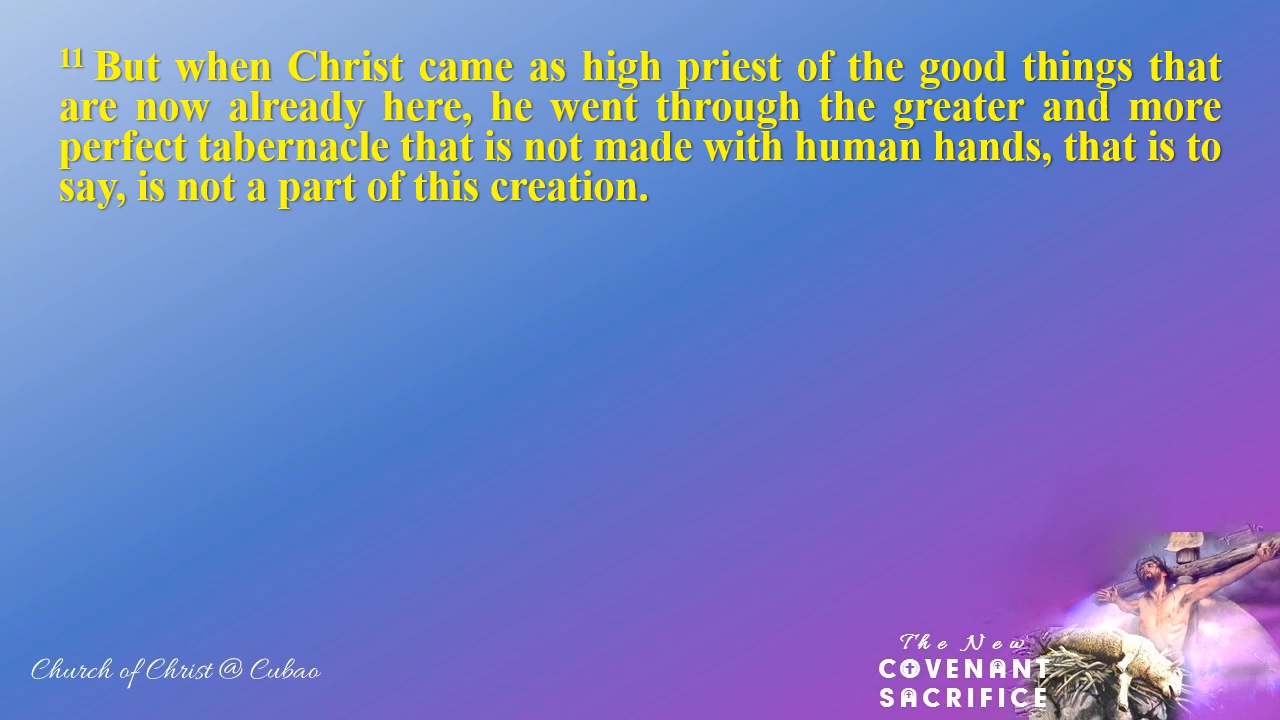 11 But when Christ came as high priest of the good things that
are now already here, he went through the greater and more
perfect tabernacle that is not made with human hands, that is to
say, is not a part of this creation.
Church of Christ @ Cubao
The New
COVENANT
SACRIFICE